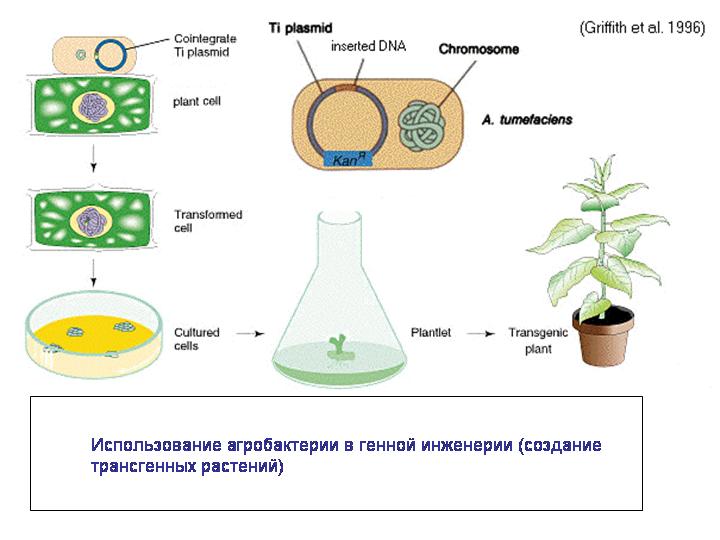 Cointegrate
Ti plasmid
plant cell
Transformed
cell
Cultured
cells
Ti plasmid
inserted DNA
Chromosome
(Griffith et al. 1996)
A. tumefaciens
Kan^Я
Plantlet
Transgenic
plant
Использование агробактерии в генной инженерии (создание
трансгенных растений)